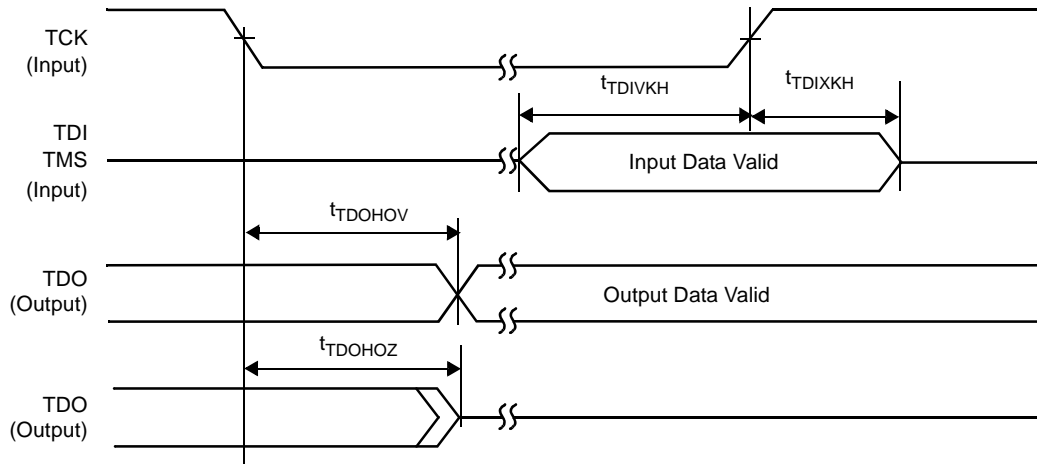 TCK
(Input)
tTDIVKH
tTDIXKH
TDI
TMS
(Input)
Input Data Valid
tTDOHOV
TDO
(Output)
Output Data Valid
tTDOHOZ
TDO
(Output)